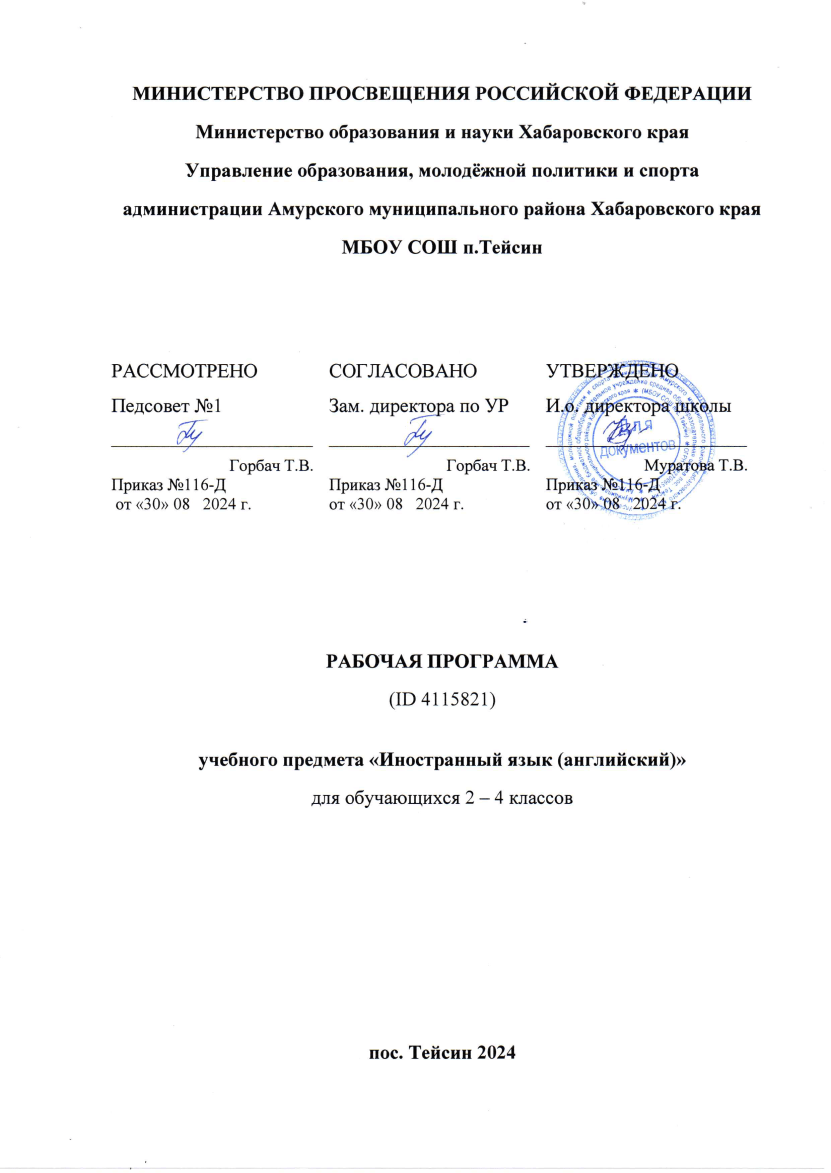 МИНИСТЕРСТВО ПРОСВЕЩЕНИЯ РОССИЙСКОЙ ФЕДЕРАЦИИ
Министерство образования и науки Хабаровского края
Управление образования, молодёжной политики и спорта
администрации Амурского муниципального района Хабаровского края
МБОУ СОШ п.Тейсин
РАССМОТРЕНО СОГЛАСОВАНО УТВЕРЖДЕНО
Педсовет №1 Зам. директора по УР И.о. директора школы
Для
документов
Горбач Т.В. Горбач Т.В. Муратова Т.В.
Приказ №116-Д Приказ №116-Д Приказ №116-Д
от «30» 08 2024 г. от «30» 08 2024 г. от «30» 08 2024 г.
РАБОЧАЯ ПРОГРАММА
(ID 4115821)
учебного предмета «Иностранный язык (английский)»
для обучающихся 2 – 4 классов
пос. Тейсин 2024